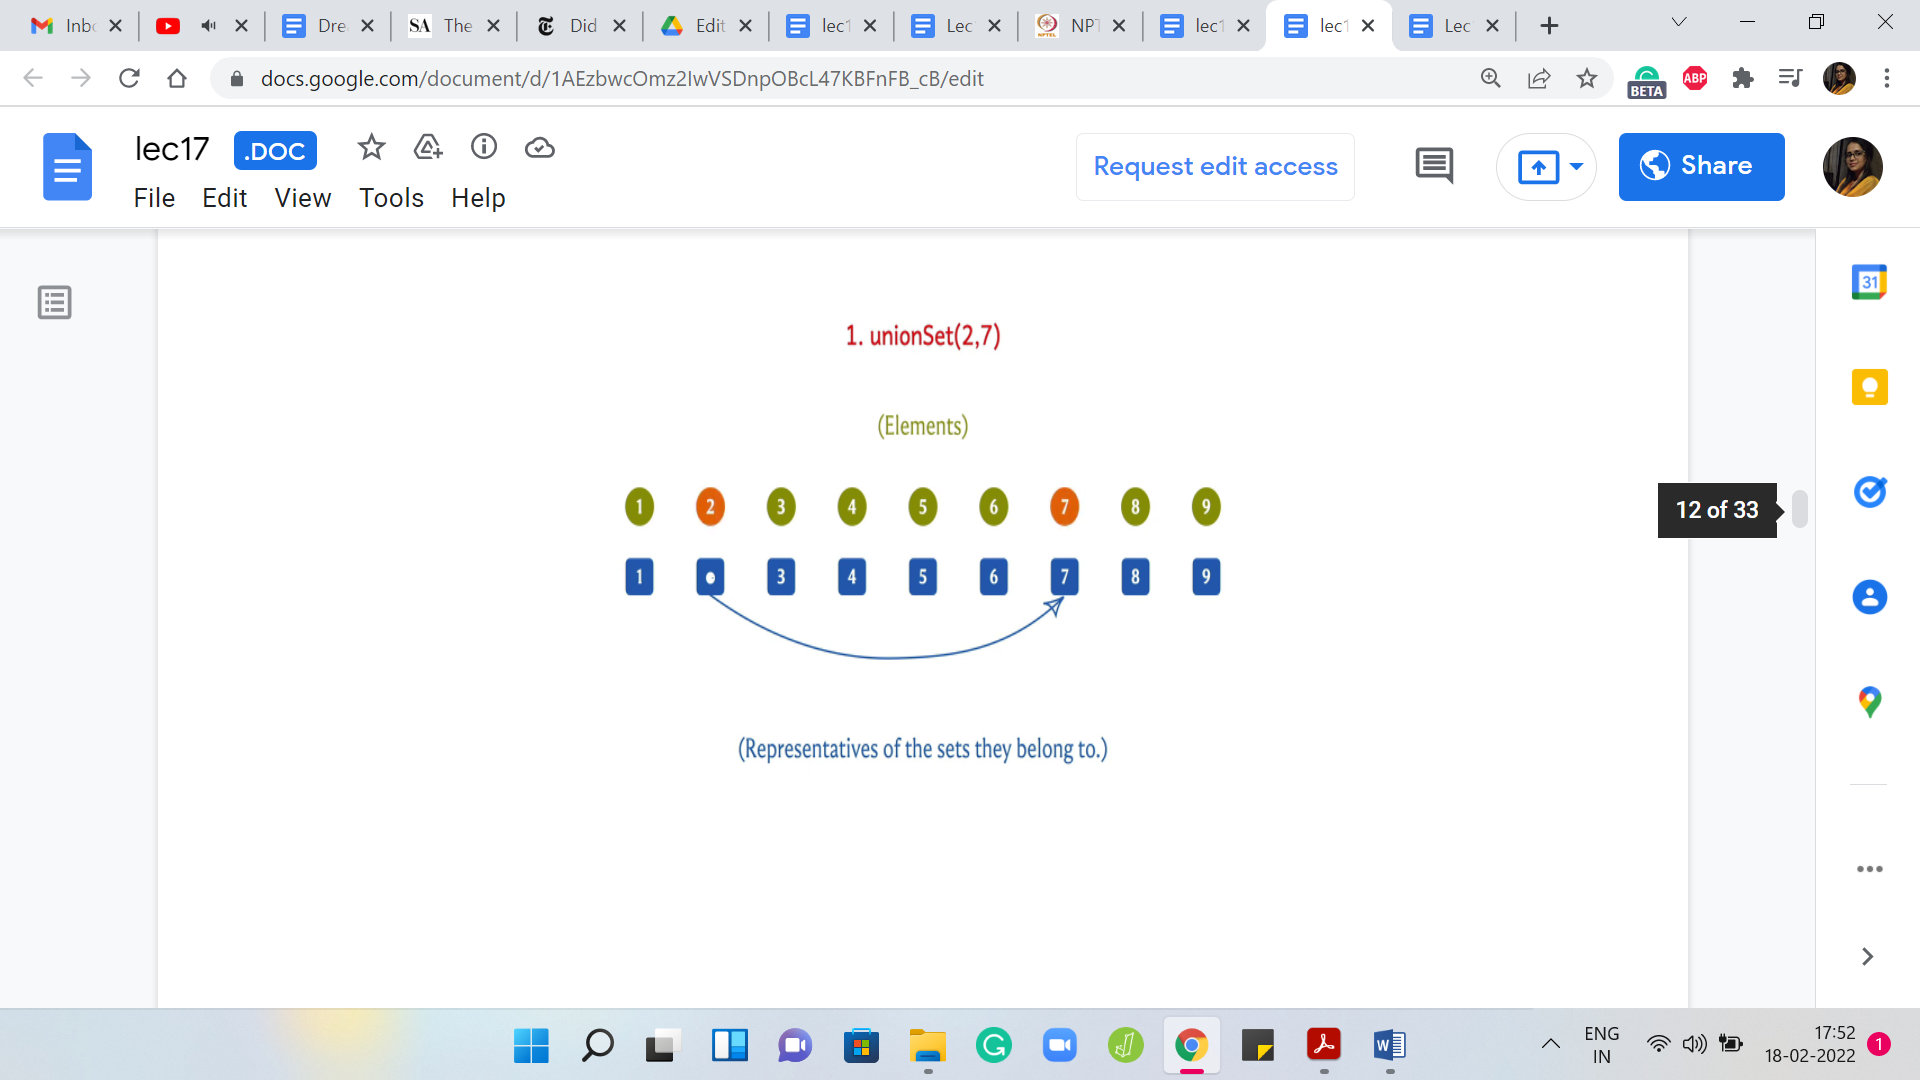 Inbo
Dre
SA The
Did
Edit
lec1
Lec
NPT
lec1
lec1
Lec
docs.google.com/document/d/1AEzbwcOmz2IwVSDnpOBcL47KBFnFB_cB/edit
BETA
ABP
lec17 .DOC
File Edit View Tools Help
Request edit access
Share
31
1. unionSet(2,7)
(Elements)
1 2 3 4 5 6 7 8 9
1 3 4 5 6 7 8 9
12 of 33
(Representatives of the sets they belong to.)
ENG
IN
17:52
18-02-2022
1